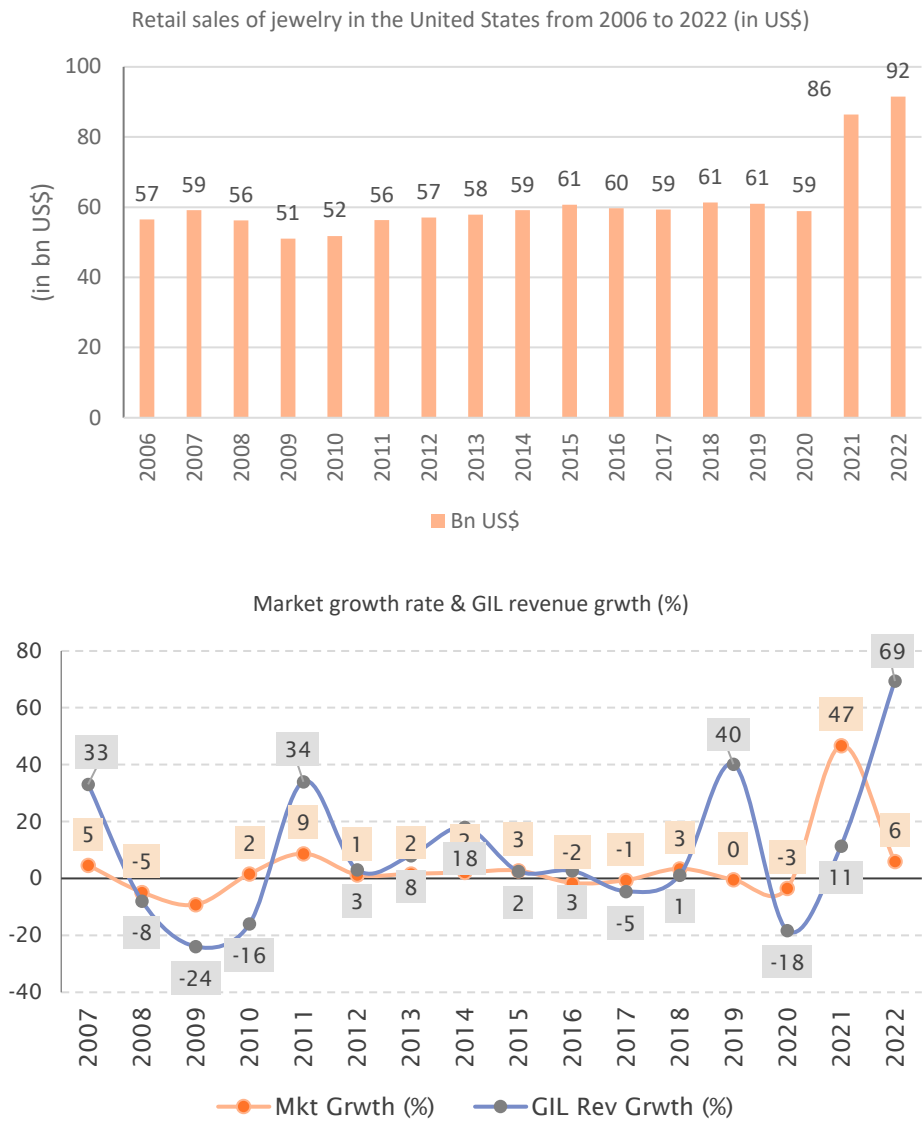 Retail sales of jewelry in the United States from 2006 to 2022 (in US$)
(in bn US$)
100
80
60
40
20
0
57 59 56 51 52 56 57 58 59 61 60 59 61 61 59 86 92
2006 2007 2008 2009 2010 2011 2012 2013 2014 2015 2016 2017 2018 2019 2020 2021 2022
Bn US$
Market growth rate & GIL revenue grwth (%)
80
60
40
20
0
-20
-40
5 -5 2 9 1 2 2 3 -2 -1 3 0 -3 47 6
33 -8 -24 -16 34 3 8 18 2 3 -5 1 40 -18 11 69
2007 2008 2009 2010 2011 2012 2013 2014 2015 2016 2017 2018 2019 2020 2021 2022
Mkt Grwth (%) GIL Rev Grwth (%)